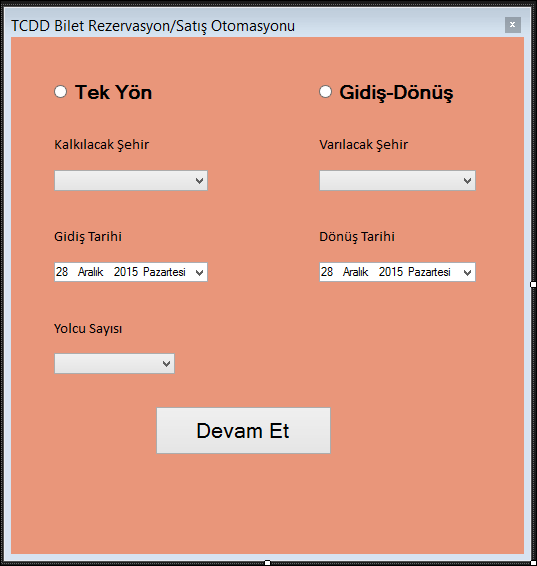 TCDD Bilet Rezervasyon/Satış Otomasyonu
Tek Yön
Gidiş-Dönüş
Kalkılacak Şehir
Varılacak Şehir
Gidiş Tarihi
Dönüş Tarihi
28 Aralık 2015 Pazartesi
28 Aralık 2015 Pazartesi
Yolcu Sayısı
Devam Et